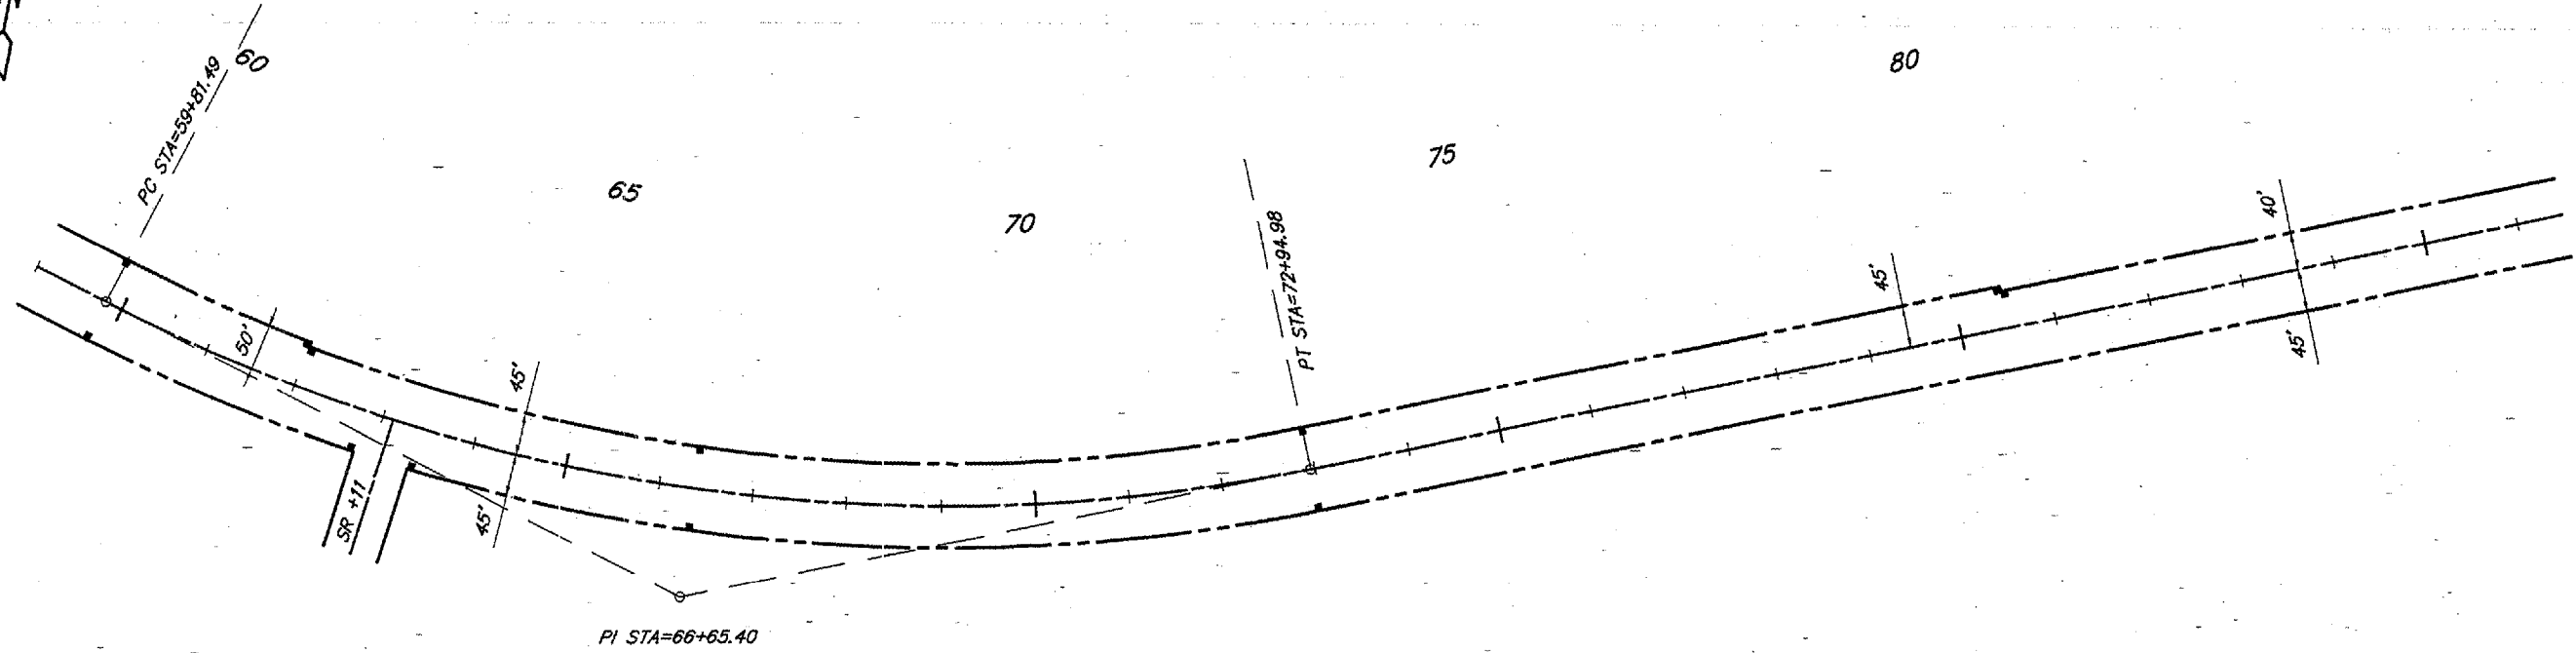 60
80
PC STA=59+81.49
75
65
70
40'
PT STA=72+94.98
45'
50'
45'
45'
45'
SR +11
PI STA=66+65.40